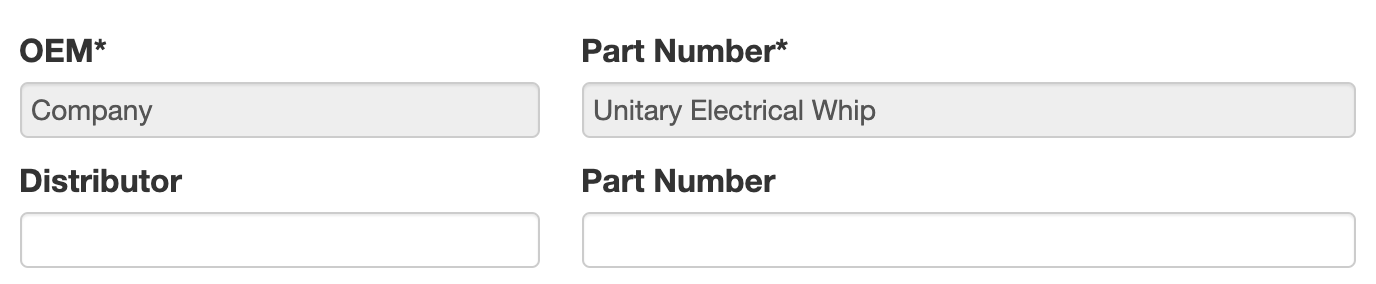 OEM* Part Number*
Company Unitary Electrical Whip
Distributor Part Number